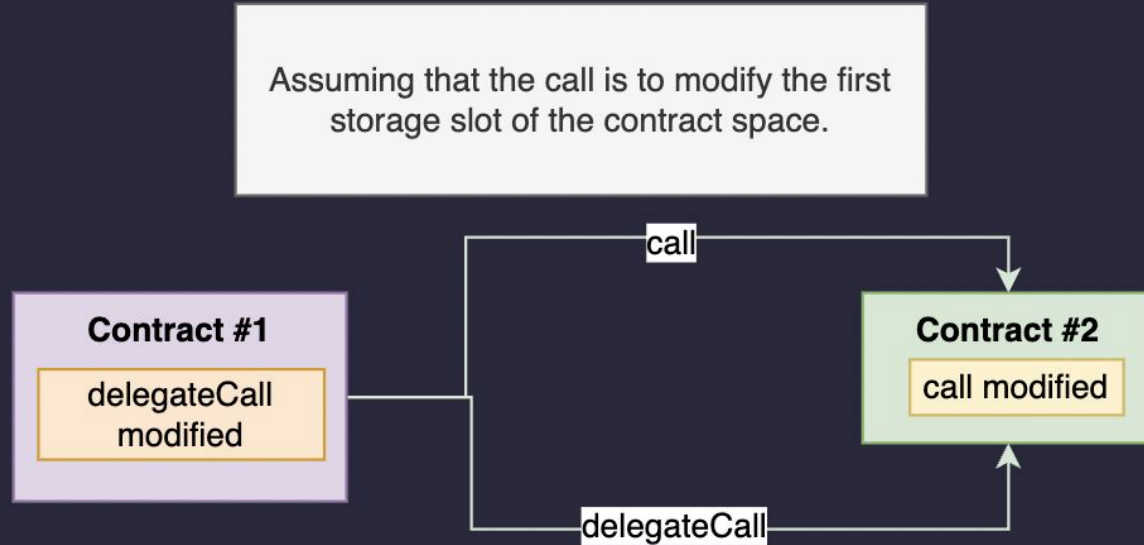 Assuming that the call is to modify the first
storage slot of the contract space.
call
Contract #1
delegateCall
modified
Contract #2
call modified
delegateCall